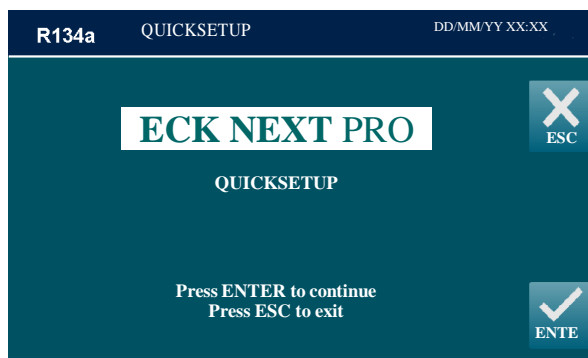 R134a QUICKSETUP DD/MM/YY XX:XX
ECK NEXT PRO
ESC
QUICKSETUP
Press ENTER to continue
Press ESC to exit
ENTE